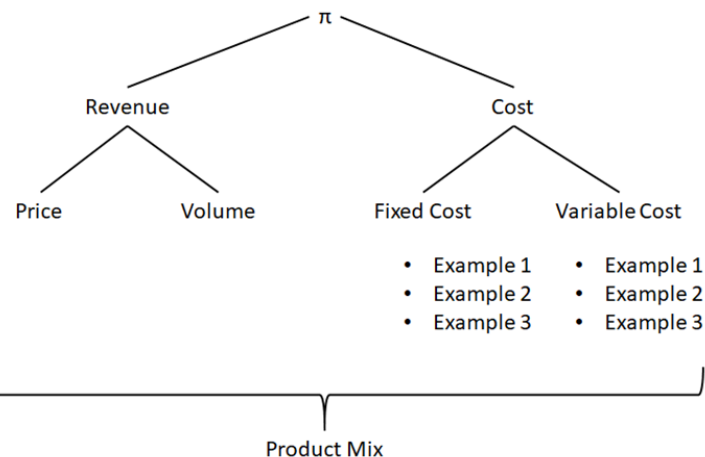 π
Revenue
Cost
Price
Volume
Fixed Cost
Variable Cost
• Example 1
• Example 2
• Example 3
• Example 1
• Example 2
• Example 3
Product Mix